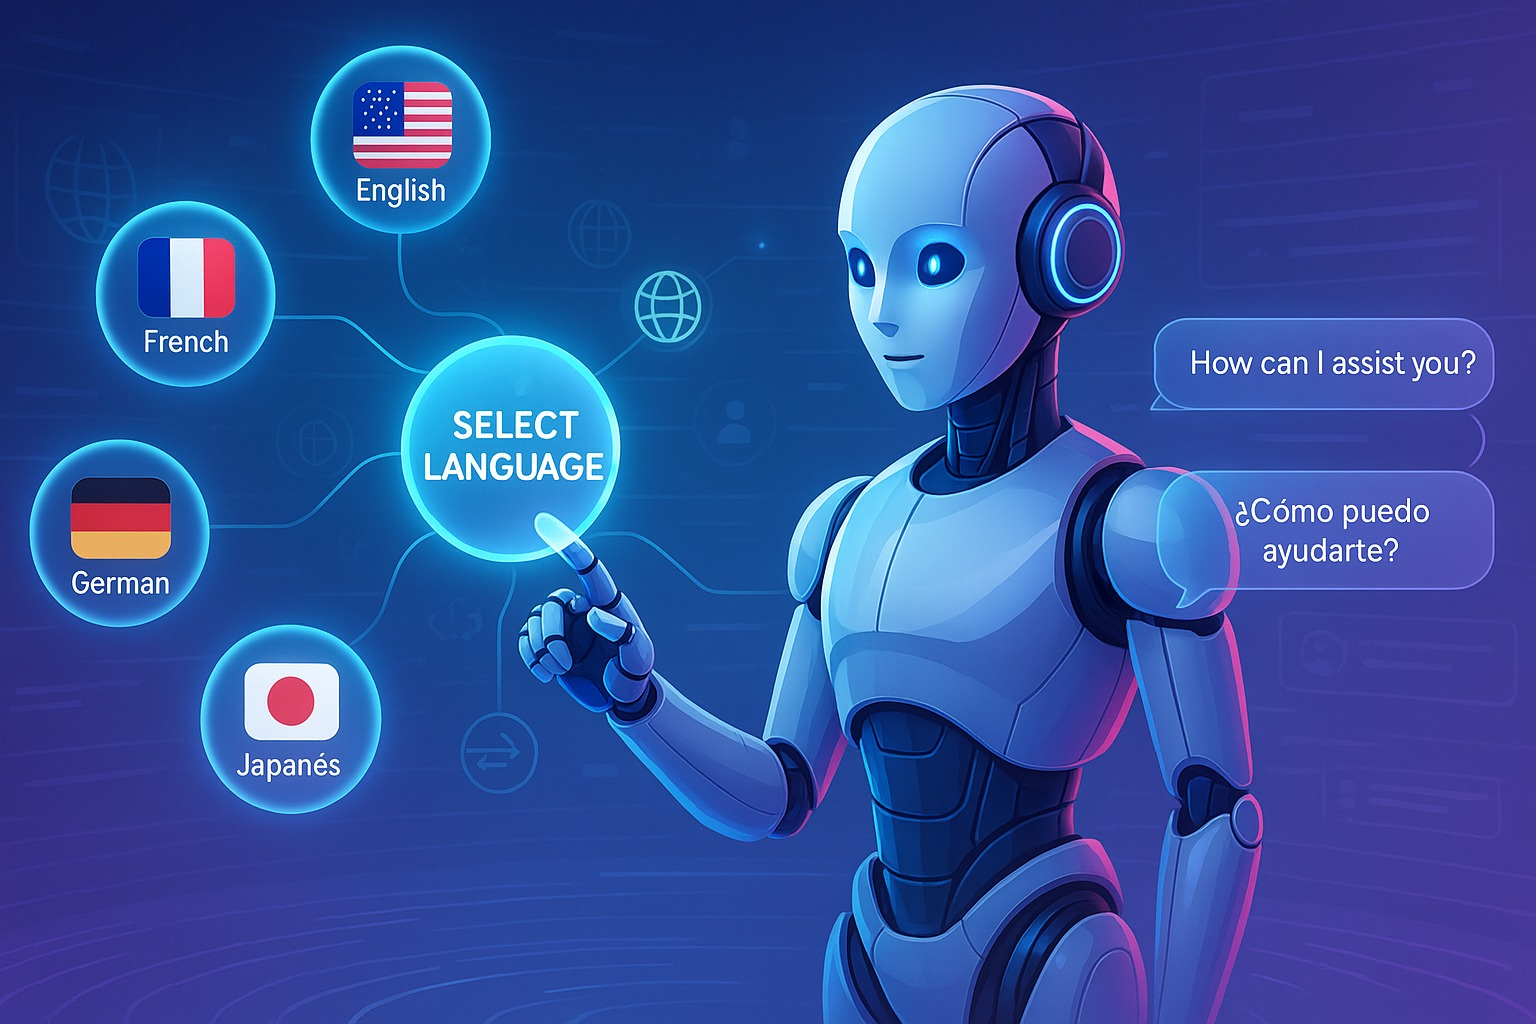 English
French
SELECT
LANGUAGE
German
Japanés
How can I assist you?
¿Cómo puedo
ayudarte?